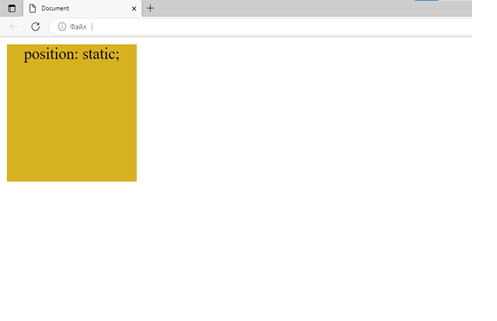 Document
Файл
position: static;